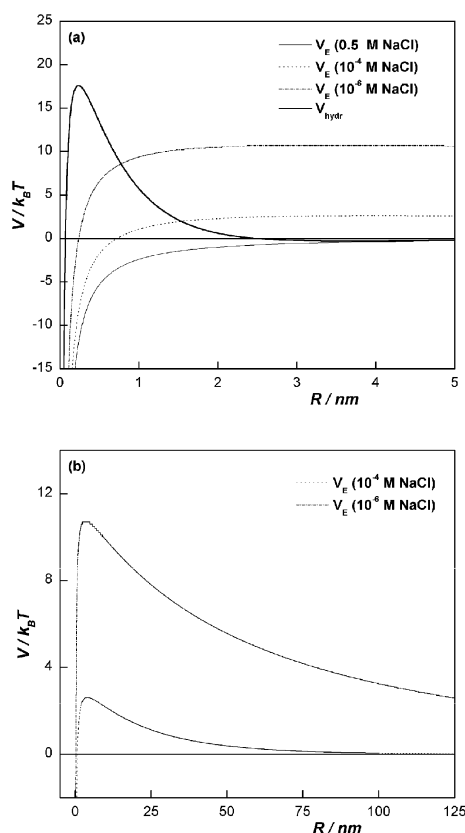 (a)
V_E (0.5 M NaCl)
V_E (10^-4 M NaCl)
V_E (10^-6 M NaCl)
V_hydr
25
20
15
10
5
0
-5
-10
-15
V / k_BT
0 1 2 3 4 5
R / nm
(b)
V_E (10^-4 M NaCl)
V_E (10^-6 M NaCl)
12
8
4
0
V / k_BT
0 25 50 75 100 125
R / nm